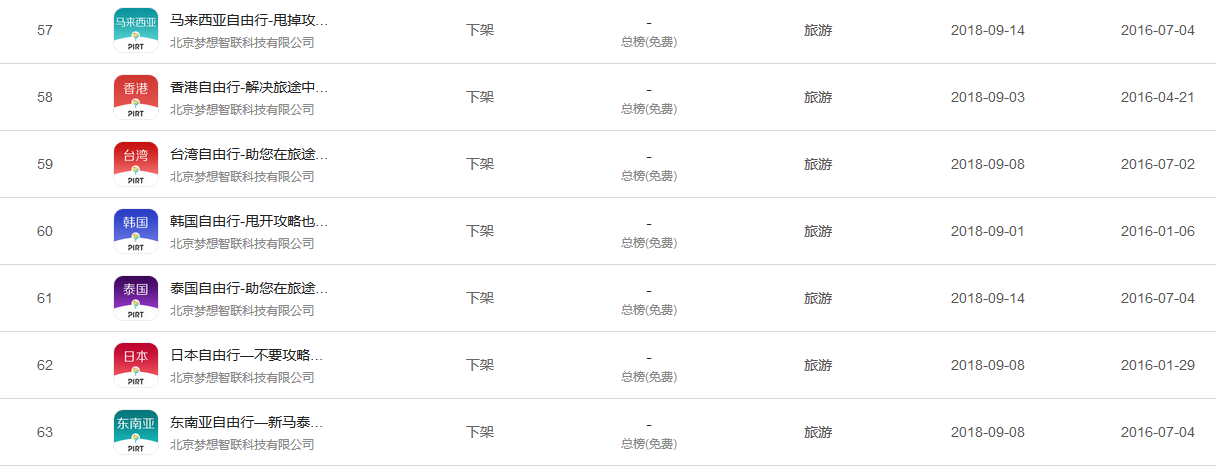 57
马来西亚
PIRT
马来西亚自由行-甩掉攻...
北京梦想智联科技有限公司
下架
-
总榜(免费)
旅游
2018-09-14
2016-07-04
58
香港
PIRT
香港自由行-解决旅途中...
北京梦想智联科技有限公司
下架
-
总榜(免费)
旅游
2018-09-03
2016-04-21
59
台湾
PIRT
台湾自由行-助您在旅途...
北京梦想智联科技有限公司
下架
-
总榜(免费)
旅游
2018-09-08
2016-07-02
60
韩国
PIRT
韩国自由行-甩开攻略也...
北京梦想智联科技有限公司
下架
-
总榜(免费)
旅游
2018-09-01
2016-01-06
61
泰国
PIRT
泰国自由行-助您在旅途...
北京梦想智联科技有限公司
下架
-
总榜(免费)
旅游
2018-09-14
2016-07-04
62
日本
PIRT
日本自由行—不要攻略...
北京梦想智联科技有限公司
下架
-
总榜(免费)
旅游
2018-09-08
2016-01-29
63
东南亚
PIRT
东南亚自由行—新马泰...
北京梦想智联科技有限公司
下架
-
总榜(免费)
旅游
2018-09-08
2016-07-04